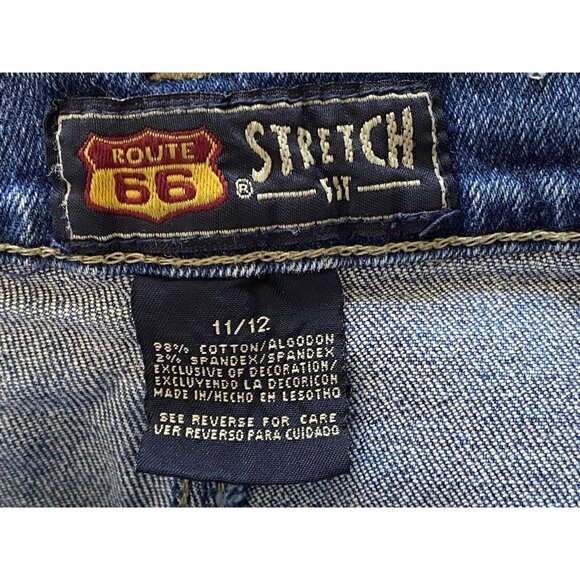 ROUTE
66
®
STRETCH
FIT
11/12
98% COTTON/ALGODON
2% SPANDEX/SPANDEX
EXCLUSIVE OF DECORATION/
EXCLUYENDO LA DECORICON
MADE IN/HECHO EN LESOTHO
SEE REVERSE FOR CARE
VER REVERSO PARA CUIDADO